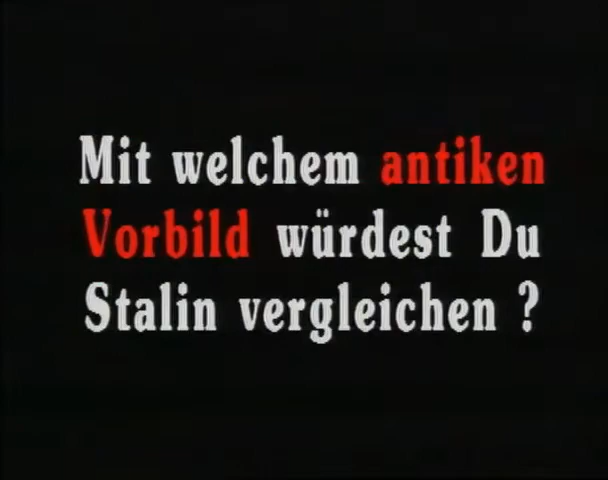 Mit welchem antiken
Vorbild würdest Du
Stalin vergleichen ?